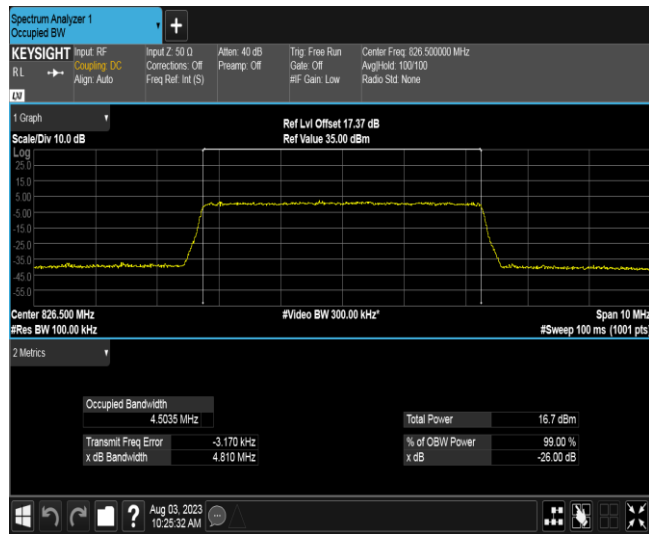 Spectrum Analyzer 1
Occupied BW
+
KEYSIGHT Input: RF Input Z: 50 Ω Atten: 40 dB Trig: Free Run Center Freq: 826.500000 MHz
RL Coupling: DC Corrections: Off Preamp: Off Gate: Off Avg|Hold: 100/100
Align: Auto Freq Ref: Int (S) #IF Gain: Low Radio Std: None
LXI
1 Graph Ref Lvl Offset 17.37 dB
Scale/Div 10.0 dB Ref Value 35.00 dBm
Log
25.0
15.0
5.00
-5.00
-15.0
-25.0
-35.0
-45.0
-55.0
Center 826.500 MHz #Video BW 300.00 kHz* Span 10 MHz
#Res BW 100.00 kHz #Sweep 100 ms (1001 pts)
2 Metrics
Occupied Bandwidth
4.5035 MHz Total Power 16.7 dBm
Transmit Freq Error -3.170 kHz % of OBW Power 99.00 %
x dB Bandwidth 4.810 MHz x dB -26.00 dB
? Aug 03, 2023
10:25:32 AM